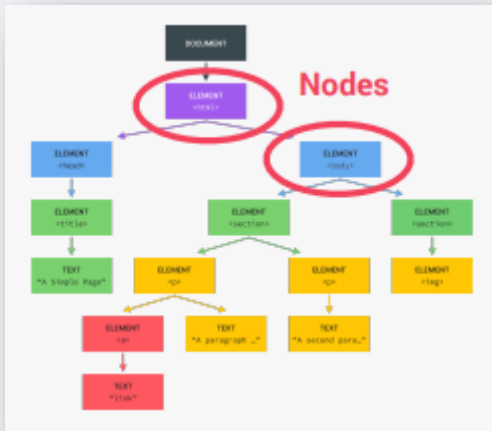 DOCUMENT
Nodes
ELEMENT
<html>
ELEMENT
<head>
ELEMENT
<body>
ELEMENT
<title>
ELEMENT
<section>
ELEMENT
<section>
TEXT
"A Simple Page"
ELEMENT
<p>
ELEMENT
<p>
ELEMENT
<img>
ELEMENT
TEXT
"A paragraph …"
TEXT
"A second para…"
TEXT
"link"